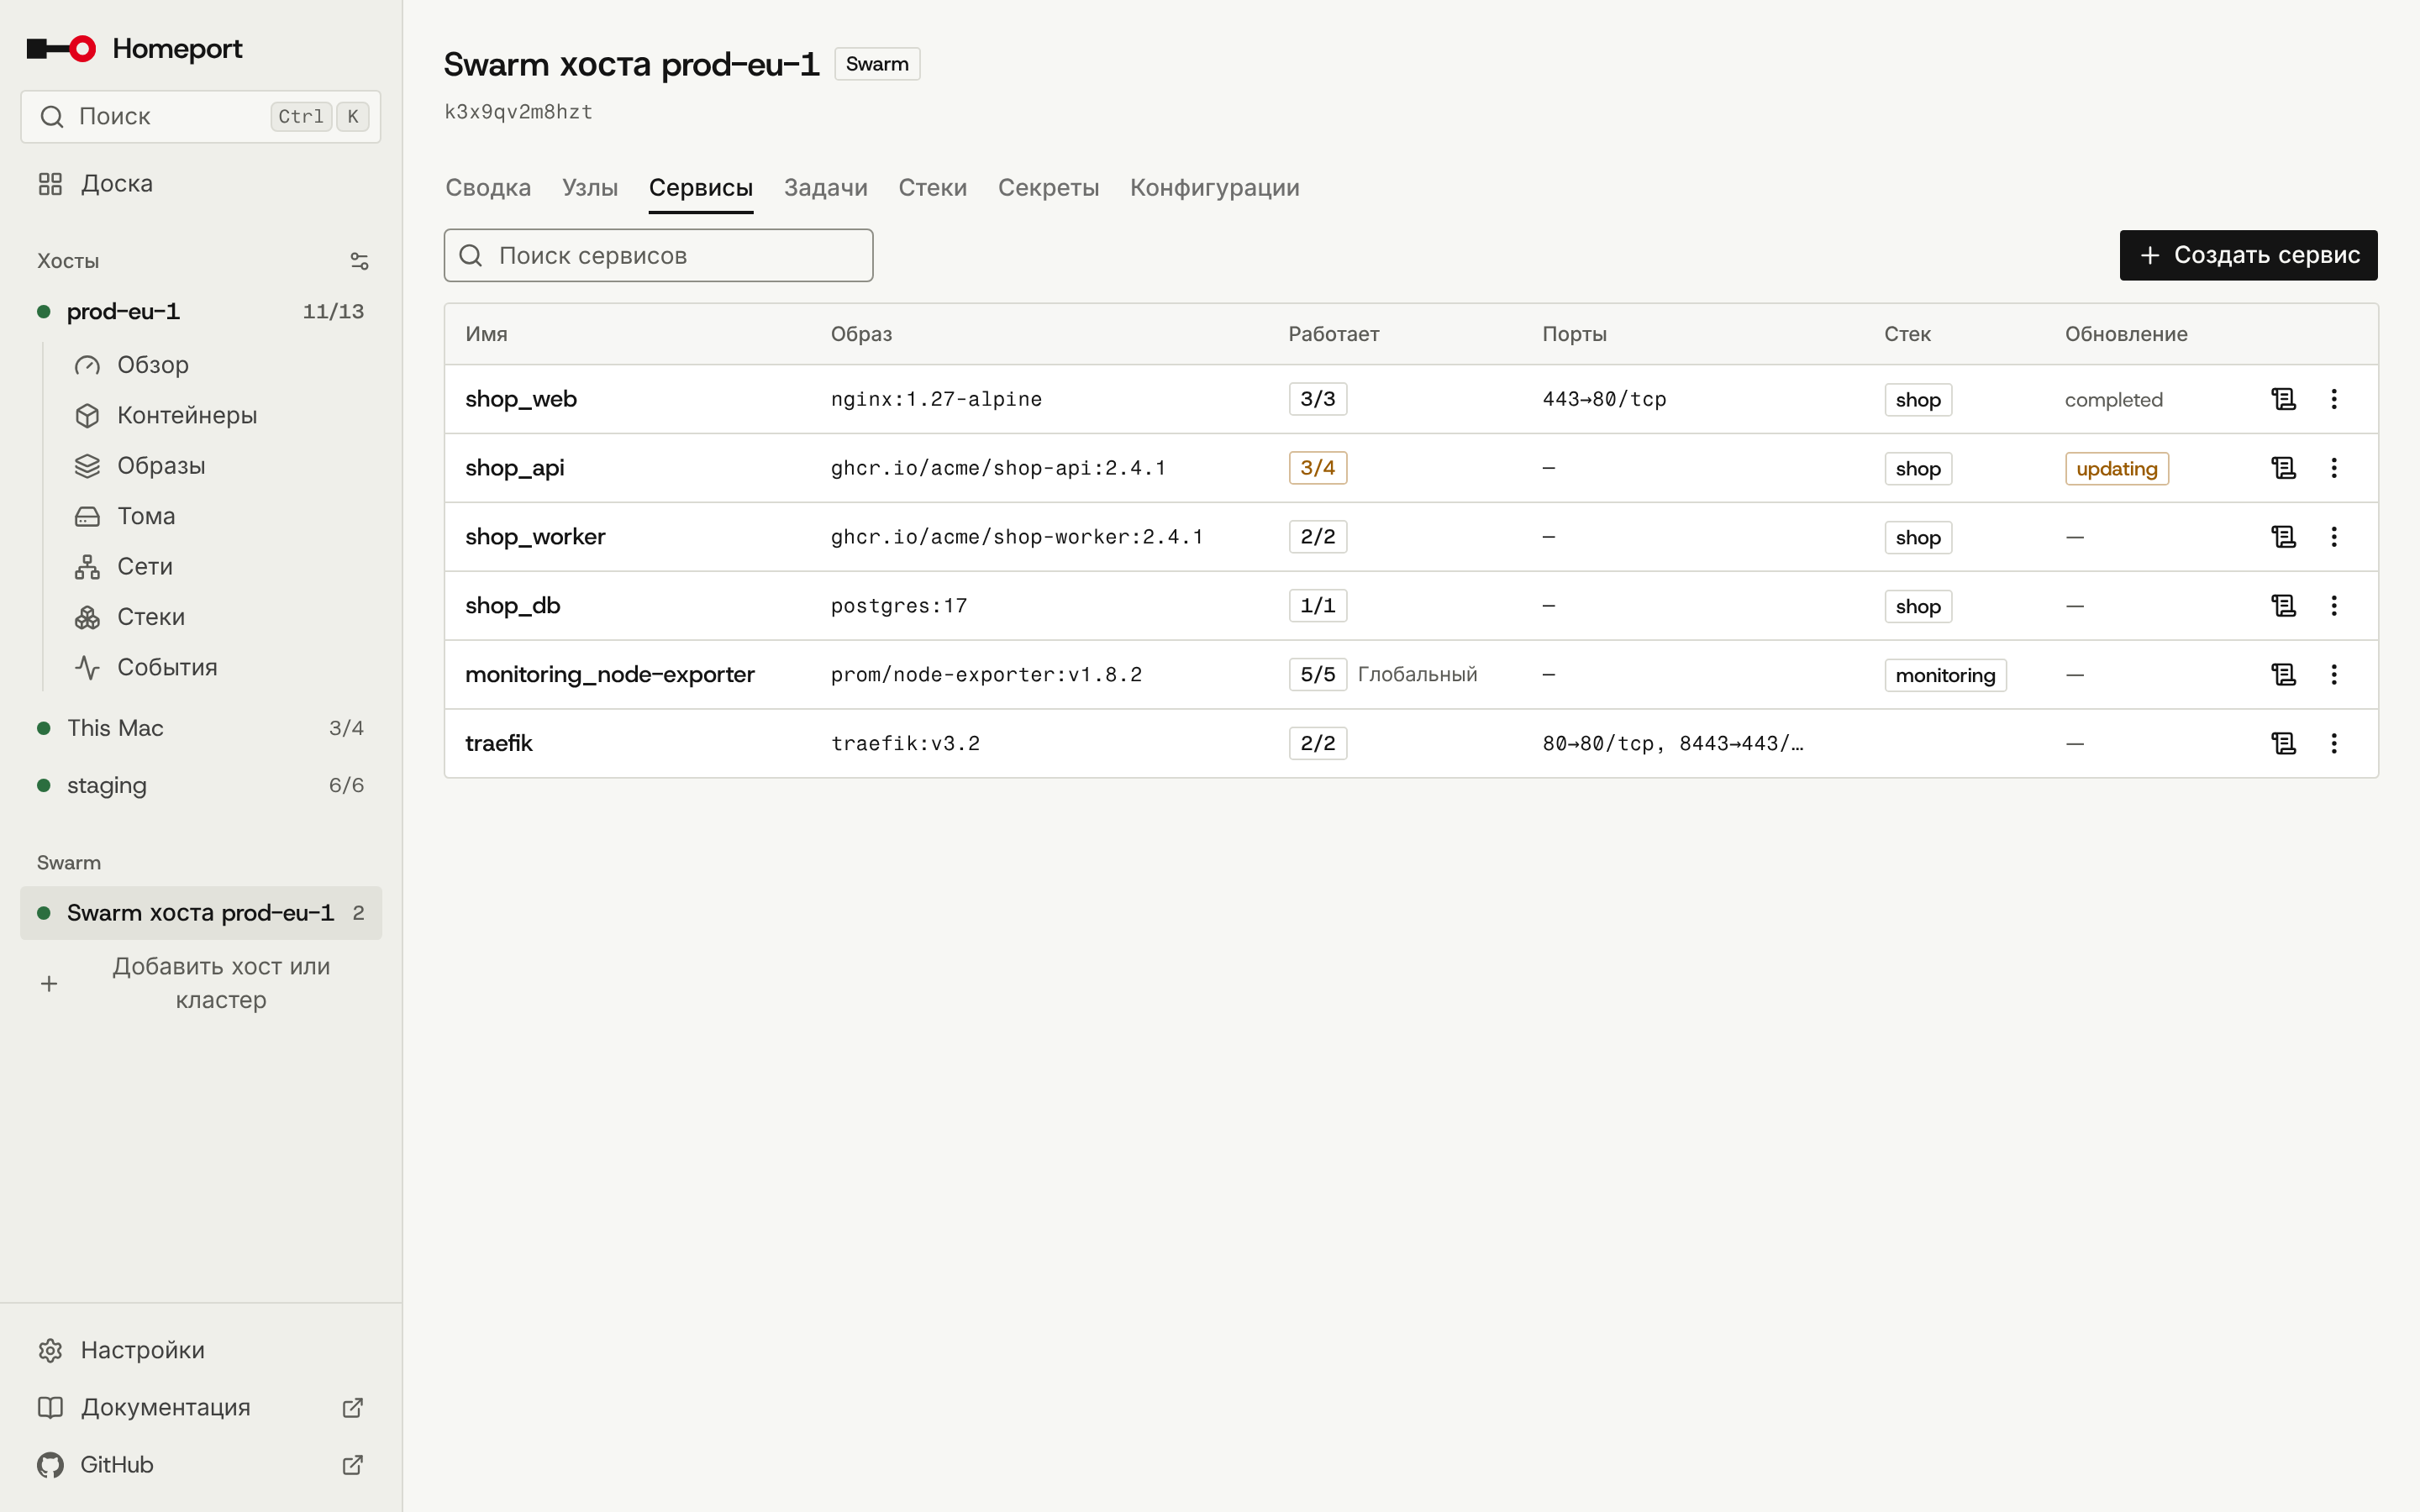 Homeport
Поиск Ctrl K
Доска
Хосты
prod-eu-1 11/13
Обзор
Контейнеры
Образы
Тома
Сети
Стеки
События
This Mac 3/4
staging 6/6
Swarm
Swarm хоста prod-eu-1 2
Добавить хост или
кластер
Настройки
Документация
GitHub
Swarm хоста prod-eu-1 Swarm
k3x9qv2m8hzt
Сводка Узлы Сервисы Задачи Стеки Секреты Конфигурации
Поиск сервисов
Создать сервис
Имя Образ Работает Порты Стек Обновление
shop_web nginx:1.27-alpine 3/3 443→80/tcp shop completed
shop_api ghcr.io/acme/shop-api:2.4.1 3/4 — shop updating
shop_worker ghcr.io/acme/shop-worker:2.4.1 2/2 — shop —
shop_db postgres:17 1/1 — shop —
monitoring_node-exporter prom/node-exporter:v1.8.2 5/5 Глобальный — monitoring —
traefik traefik:v3.2 2/2 80→80/tcp, 8443→443/… —